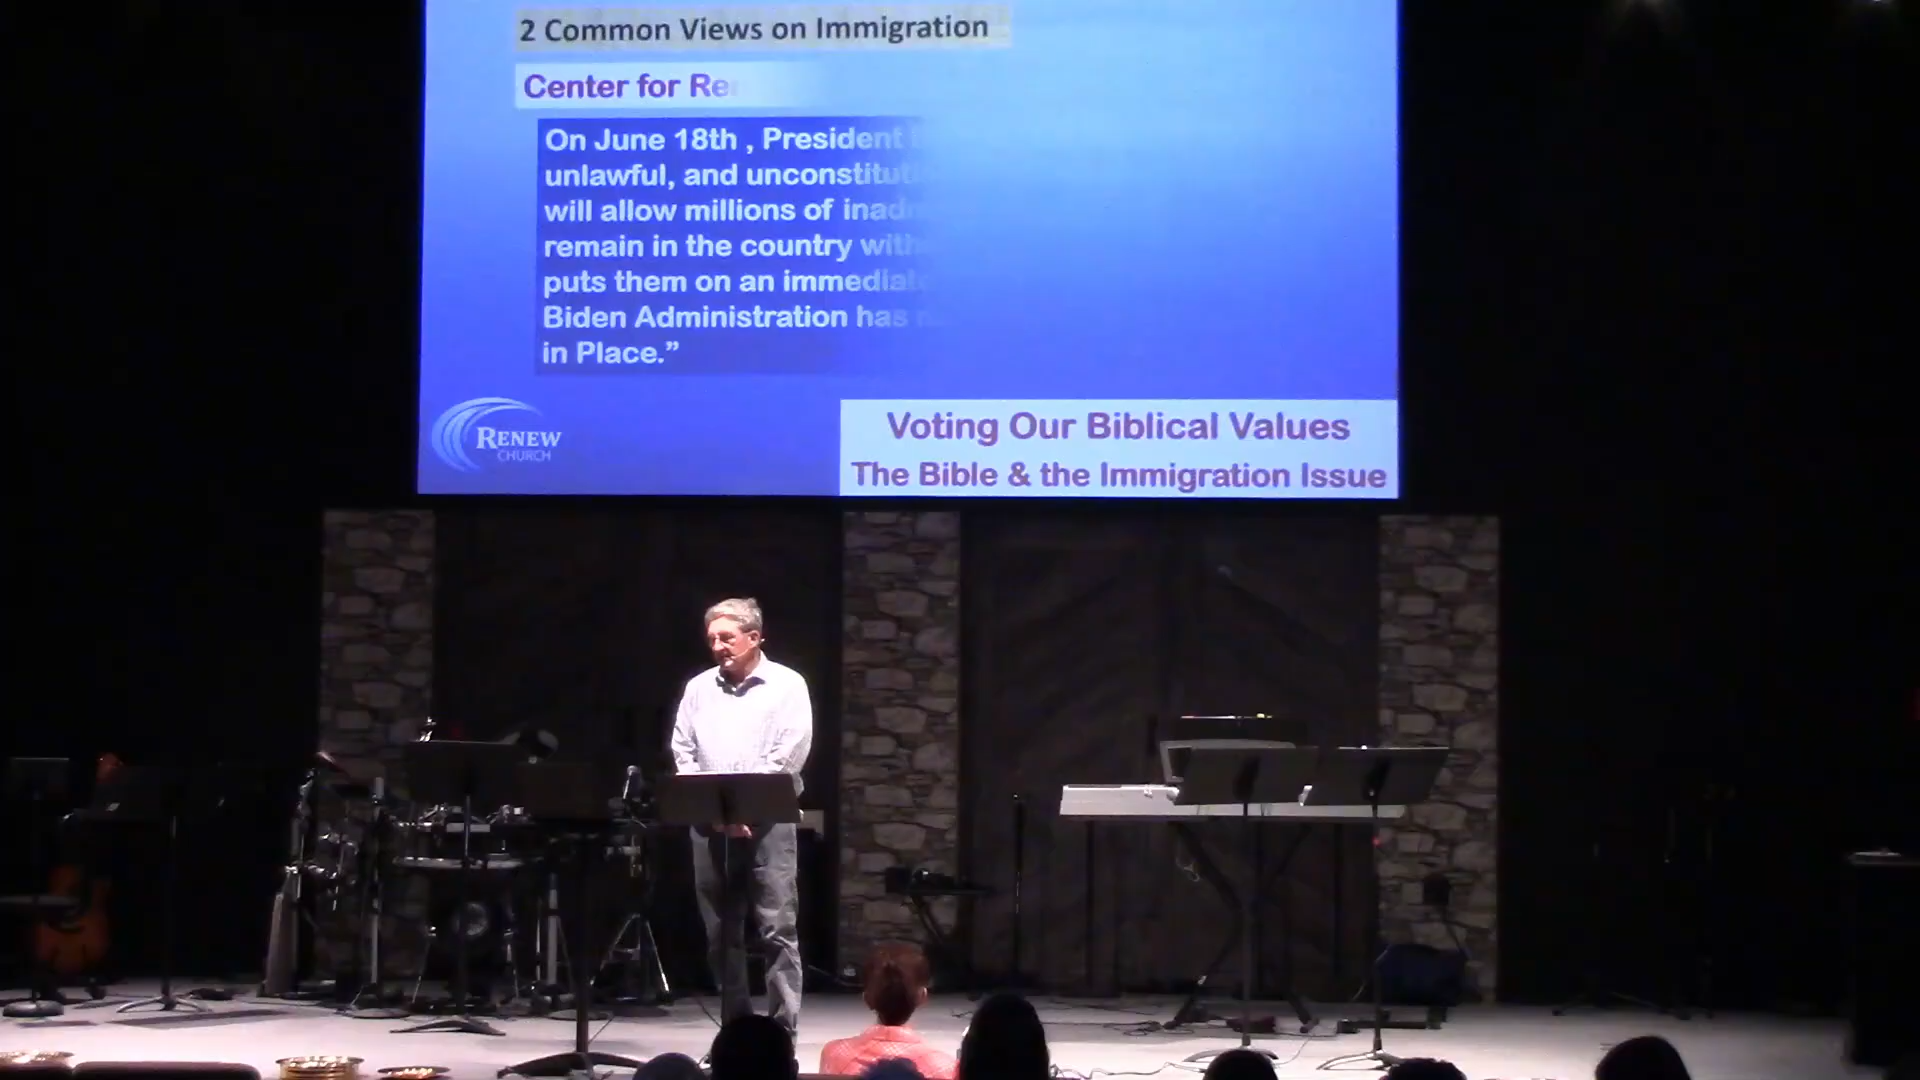 2 Common Views on Immigration
Center for Re
On June 18th , President
unlawful, and unconstitut
will allow millions of inad
remain in the country with
puts them on an immediat
Biden Administration has
in Place.”
RENEW
CHURCH
Voting Our Biblical Values
The Bible & the Immigration Issue